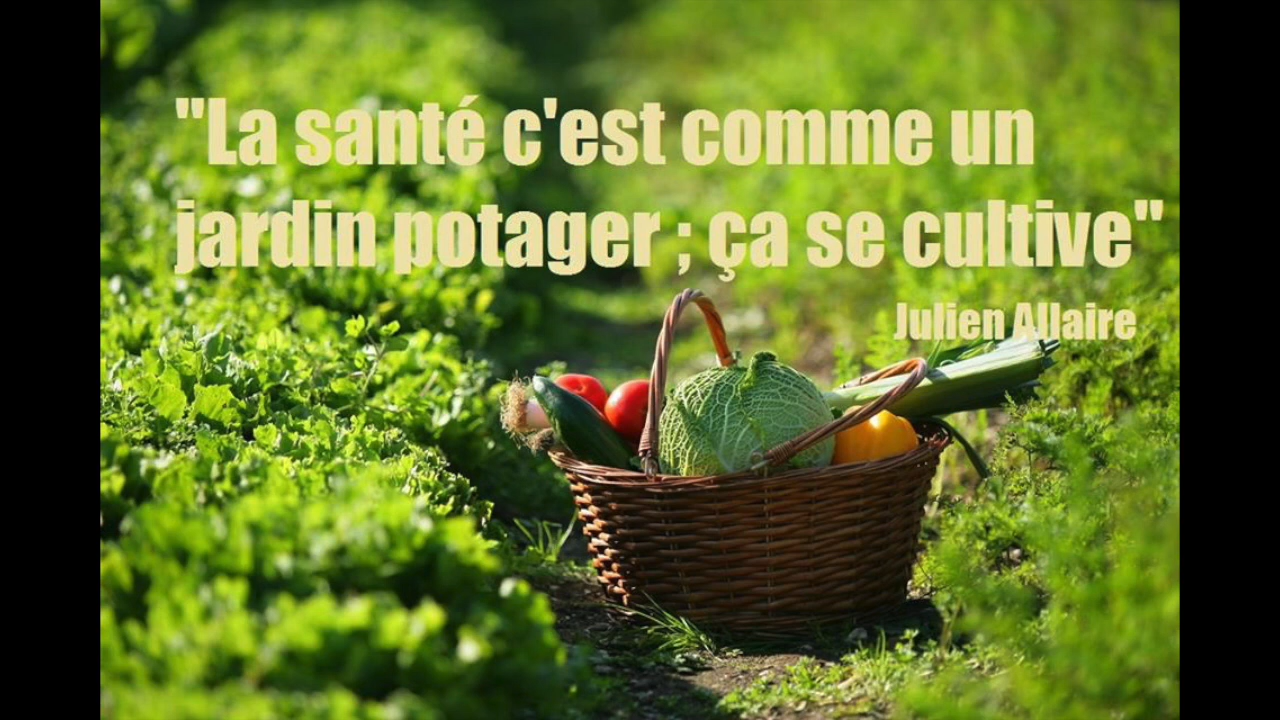 "La santé c'est comme un
jardin potager ; ça se cultive"
Julien Allaire